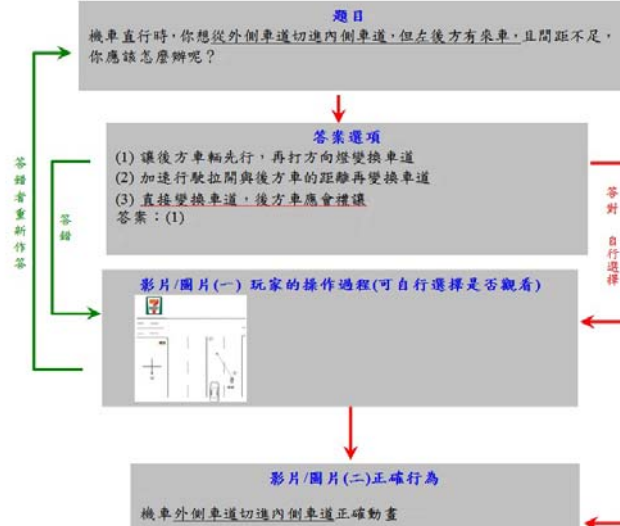 題目
機車直行時，你想從外側車道切進內側車道，但左後方有來車，且間距不足，
你應該怎麼辦呢？
答案選項
(1) 讓後方車輛先行，再打方向燈變換車道
(2) 加速行駛拉開與後方車的距離再變換車道
(3) 直接變換車道，後方車應會禮讓
答案：(1)
答錯者重新作答
答錯
答對 自行選擇
影片/圖片(一) 玩家的操作過程(可自行選擇是否觀看)
影片/圖片(二)正確行為
機車外側車道切進內側車道正確動畫